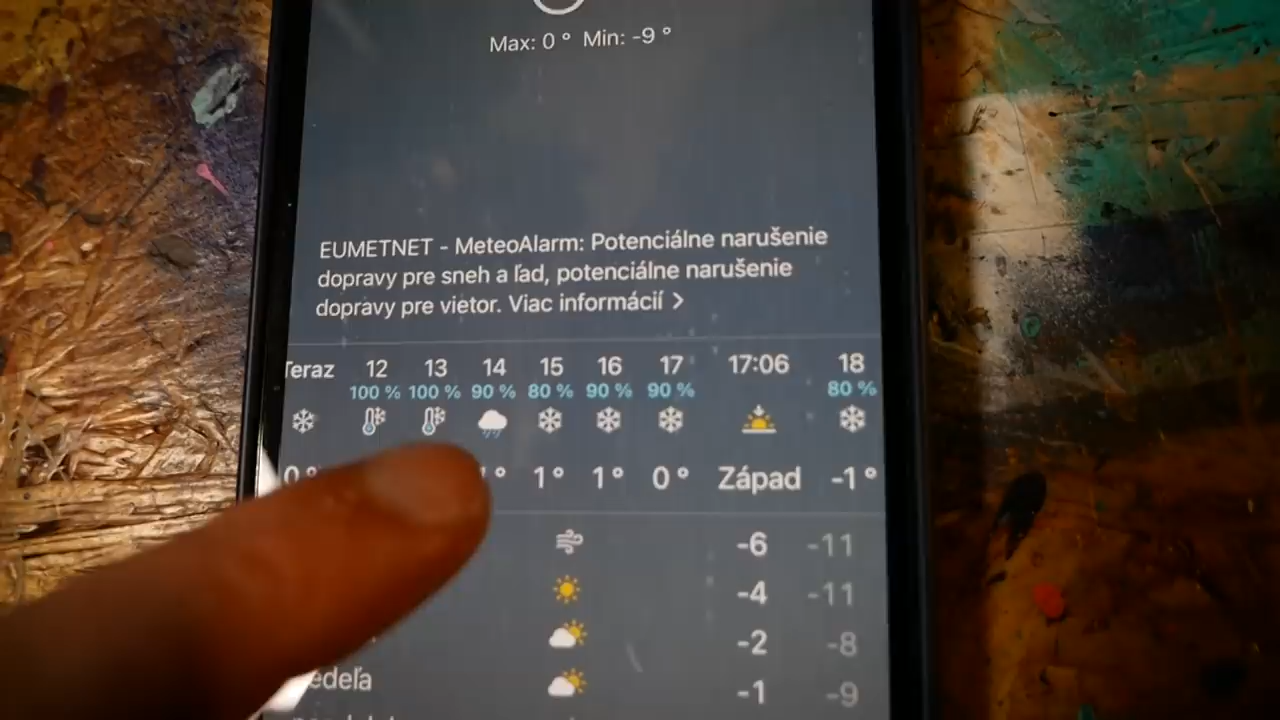 Max: 0 ° Min: -9 °
EUMETNET - MeteoAlarm: Potenciálne narušenie
dopravy pre sneh a ľad, potenciálne narušenie
dopravy pre vietor. Viac informácií >
Teraz 12 13 14 15 16 17 17:06 18
100 % 100 % 90 % 80 % 90 % 90 % 80 %
0° 1° 1° 0° Západ -1°
-6 -11
-4 -11
-2 -8
edeľa -1 -9